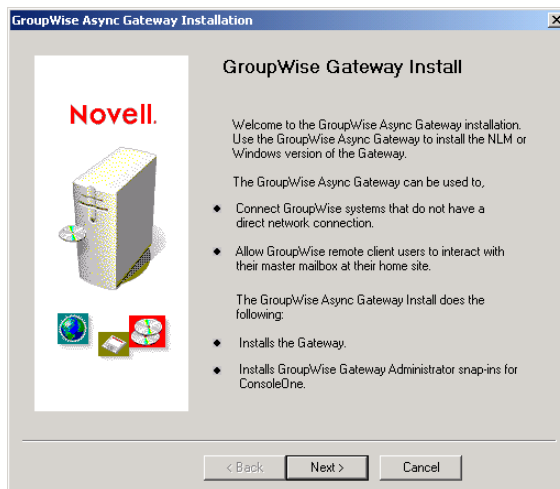 GroupWise Async Gateway Installation
GroupWise Gateway Install
Novell.
Welcome to the GroupWise Async Gateway installation.
Use the GroupWise Async Gateway to install the NLM or
Windows version of the Gateway.
The GroupWise Async Gateway can be used to,
Connect GroupWise systems that do not have a
direct network connection.
Allow GroupWise remote client users to interact with
their master mailbox at their home site.
The GroupWise Async Gateway Install does the
following:
Installs the Gateway.
Installs GroupWise Gateway Administrator snap-ins for
ConsoleOne.
< Back
Next >
Cancel